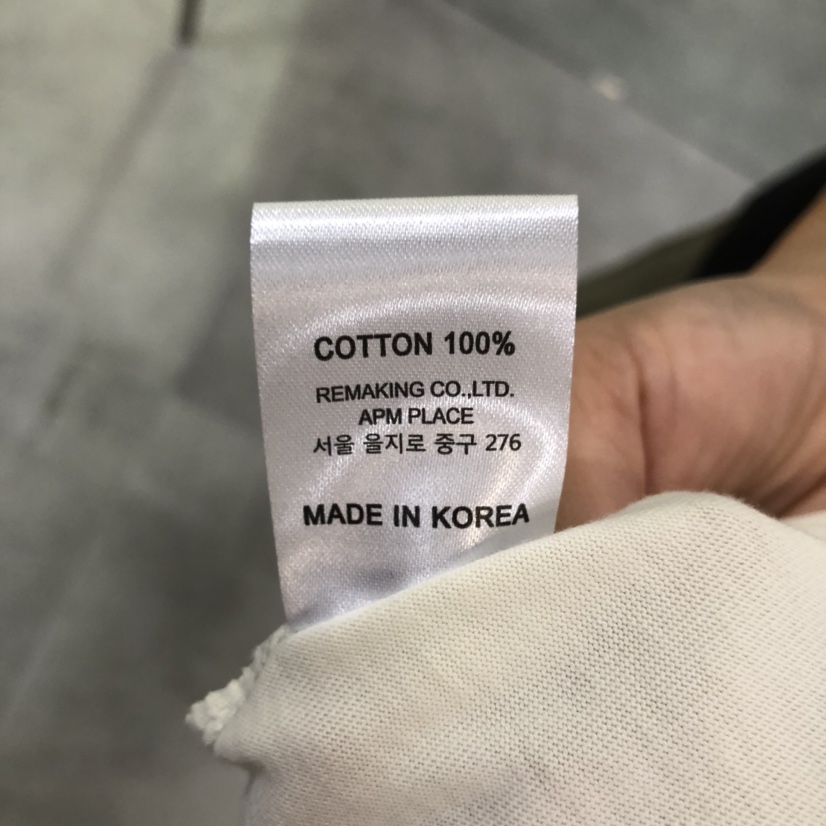 COTTON 100%
REMAKING CO.,LTD.
APM PLACE
서울 을지로 중구 276
MADE IN KOREA